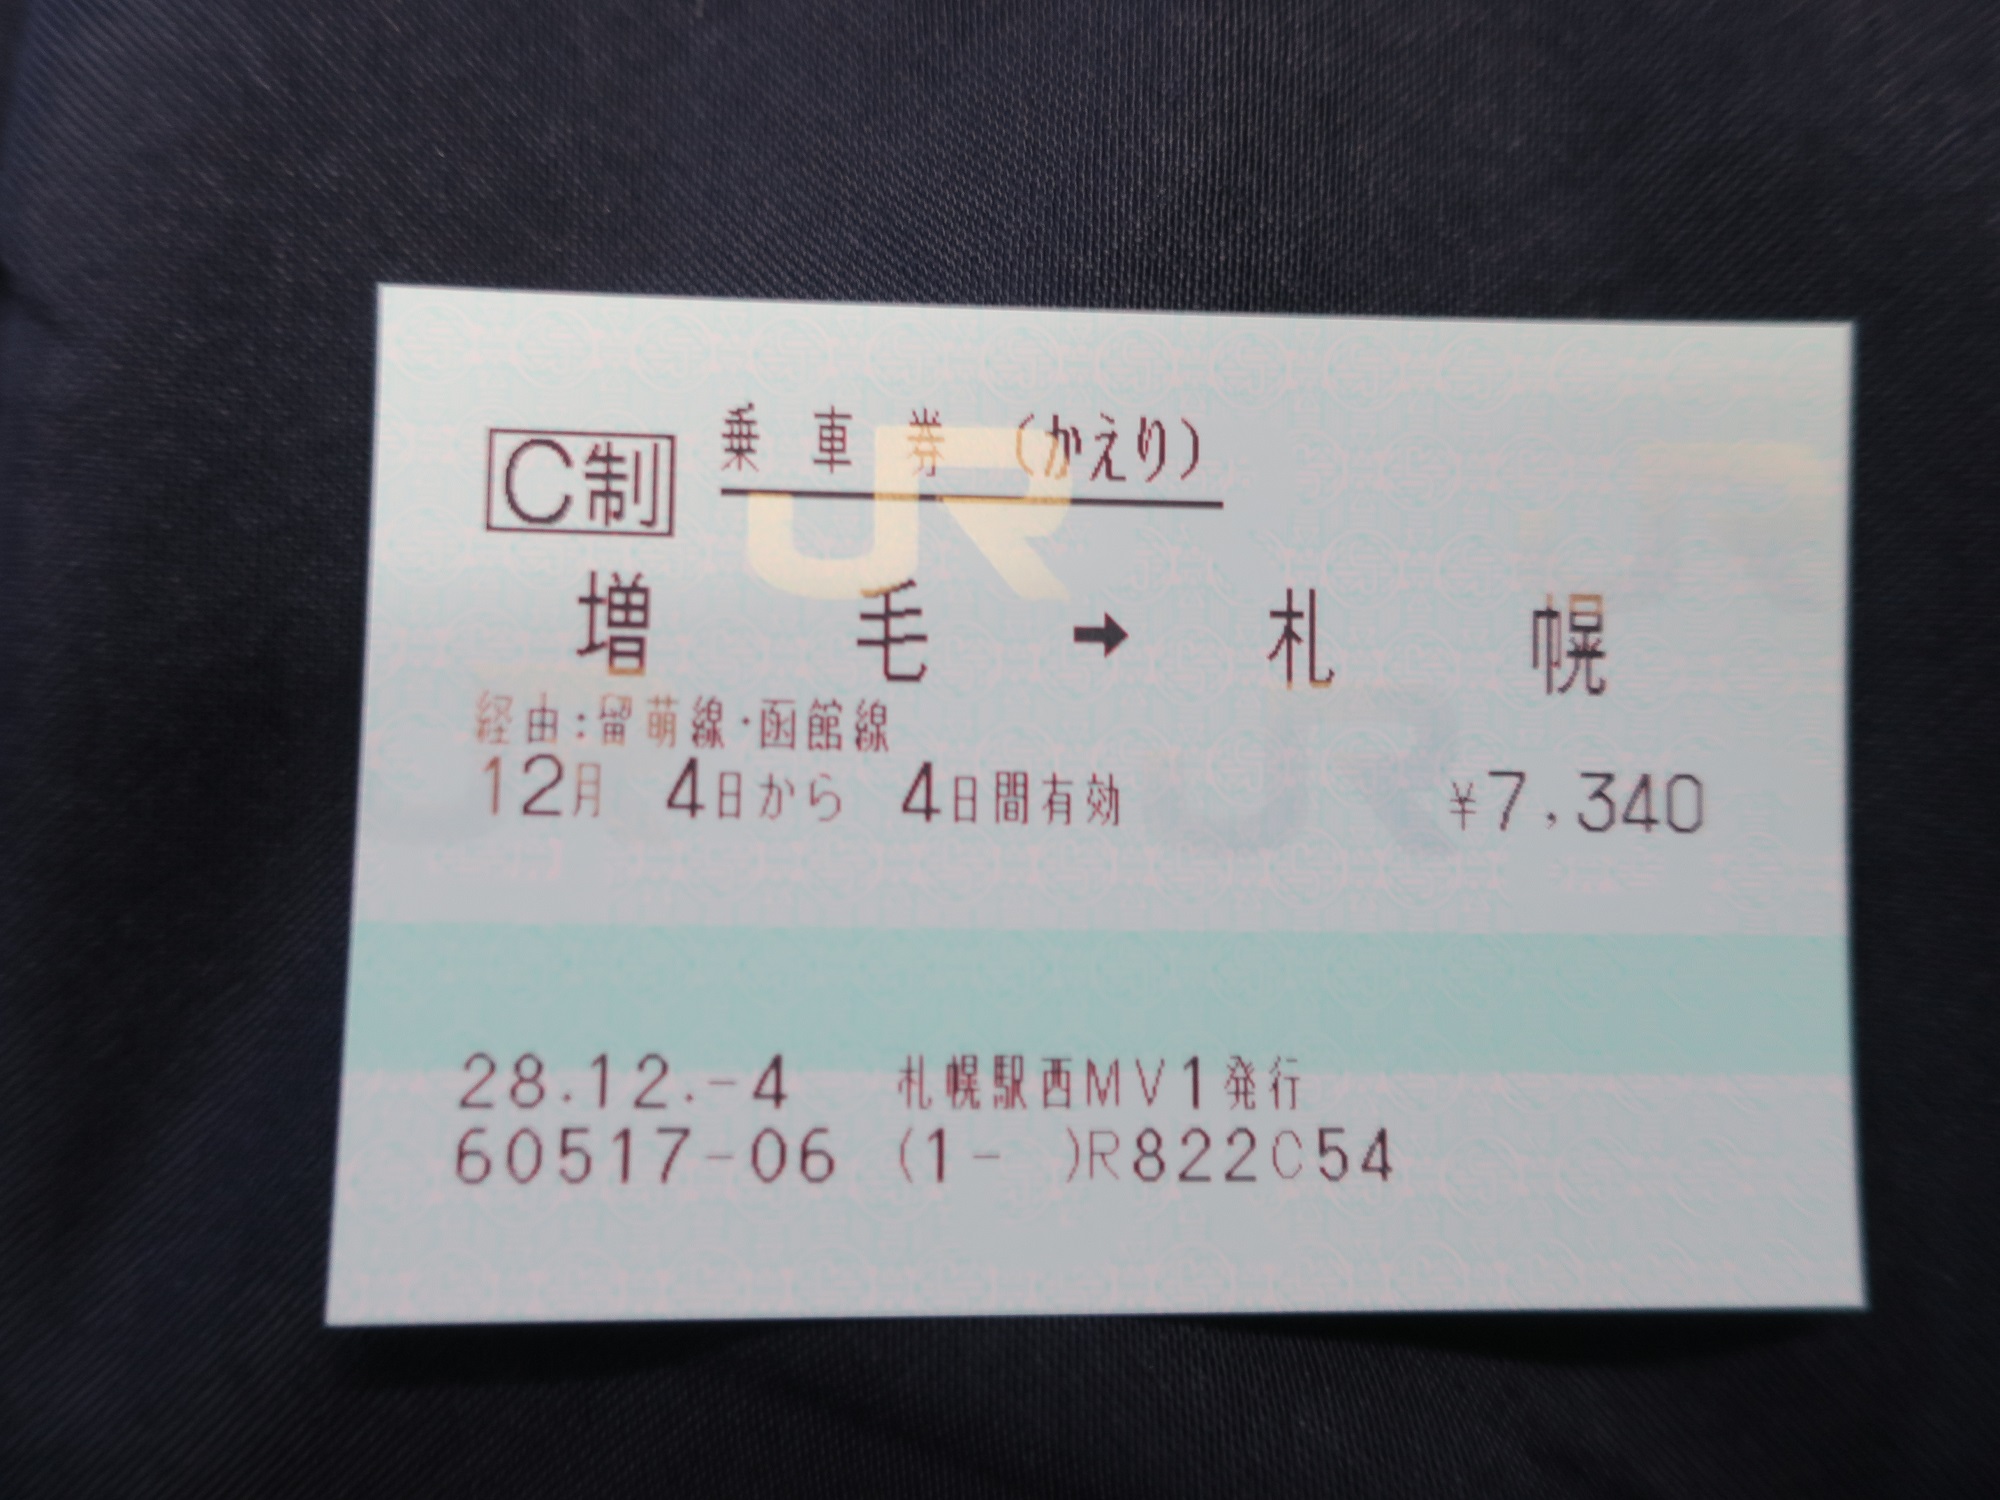 C制 乗車券(かえり)
増毛 → 札幌
経由:留萌線・函館線
12月 4日から 4日間有効 ¥7,340
28.12.-4 札幌駅西MV1発行
60517-06 (1- )R822C54